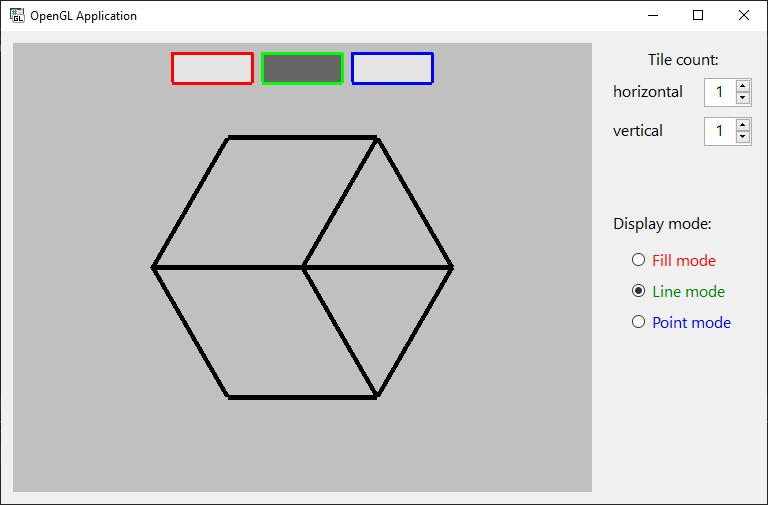 OpenGL Application
Tile count:
horizontal 1
vertical 1
Display mode:
Fill mode
Line mode
Point mode